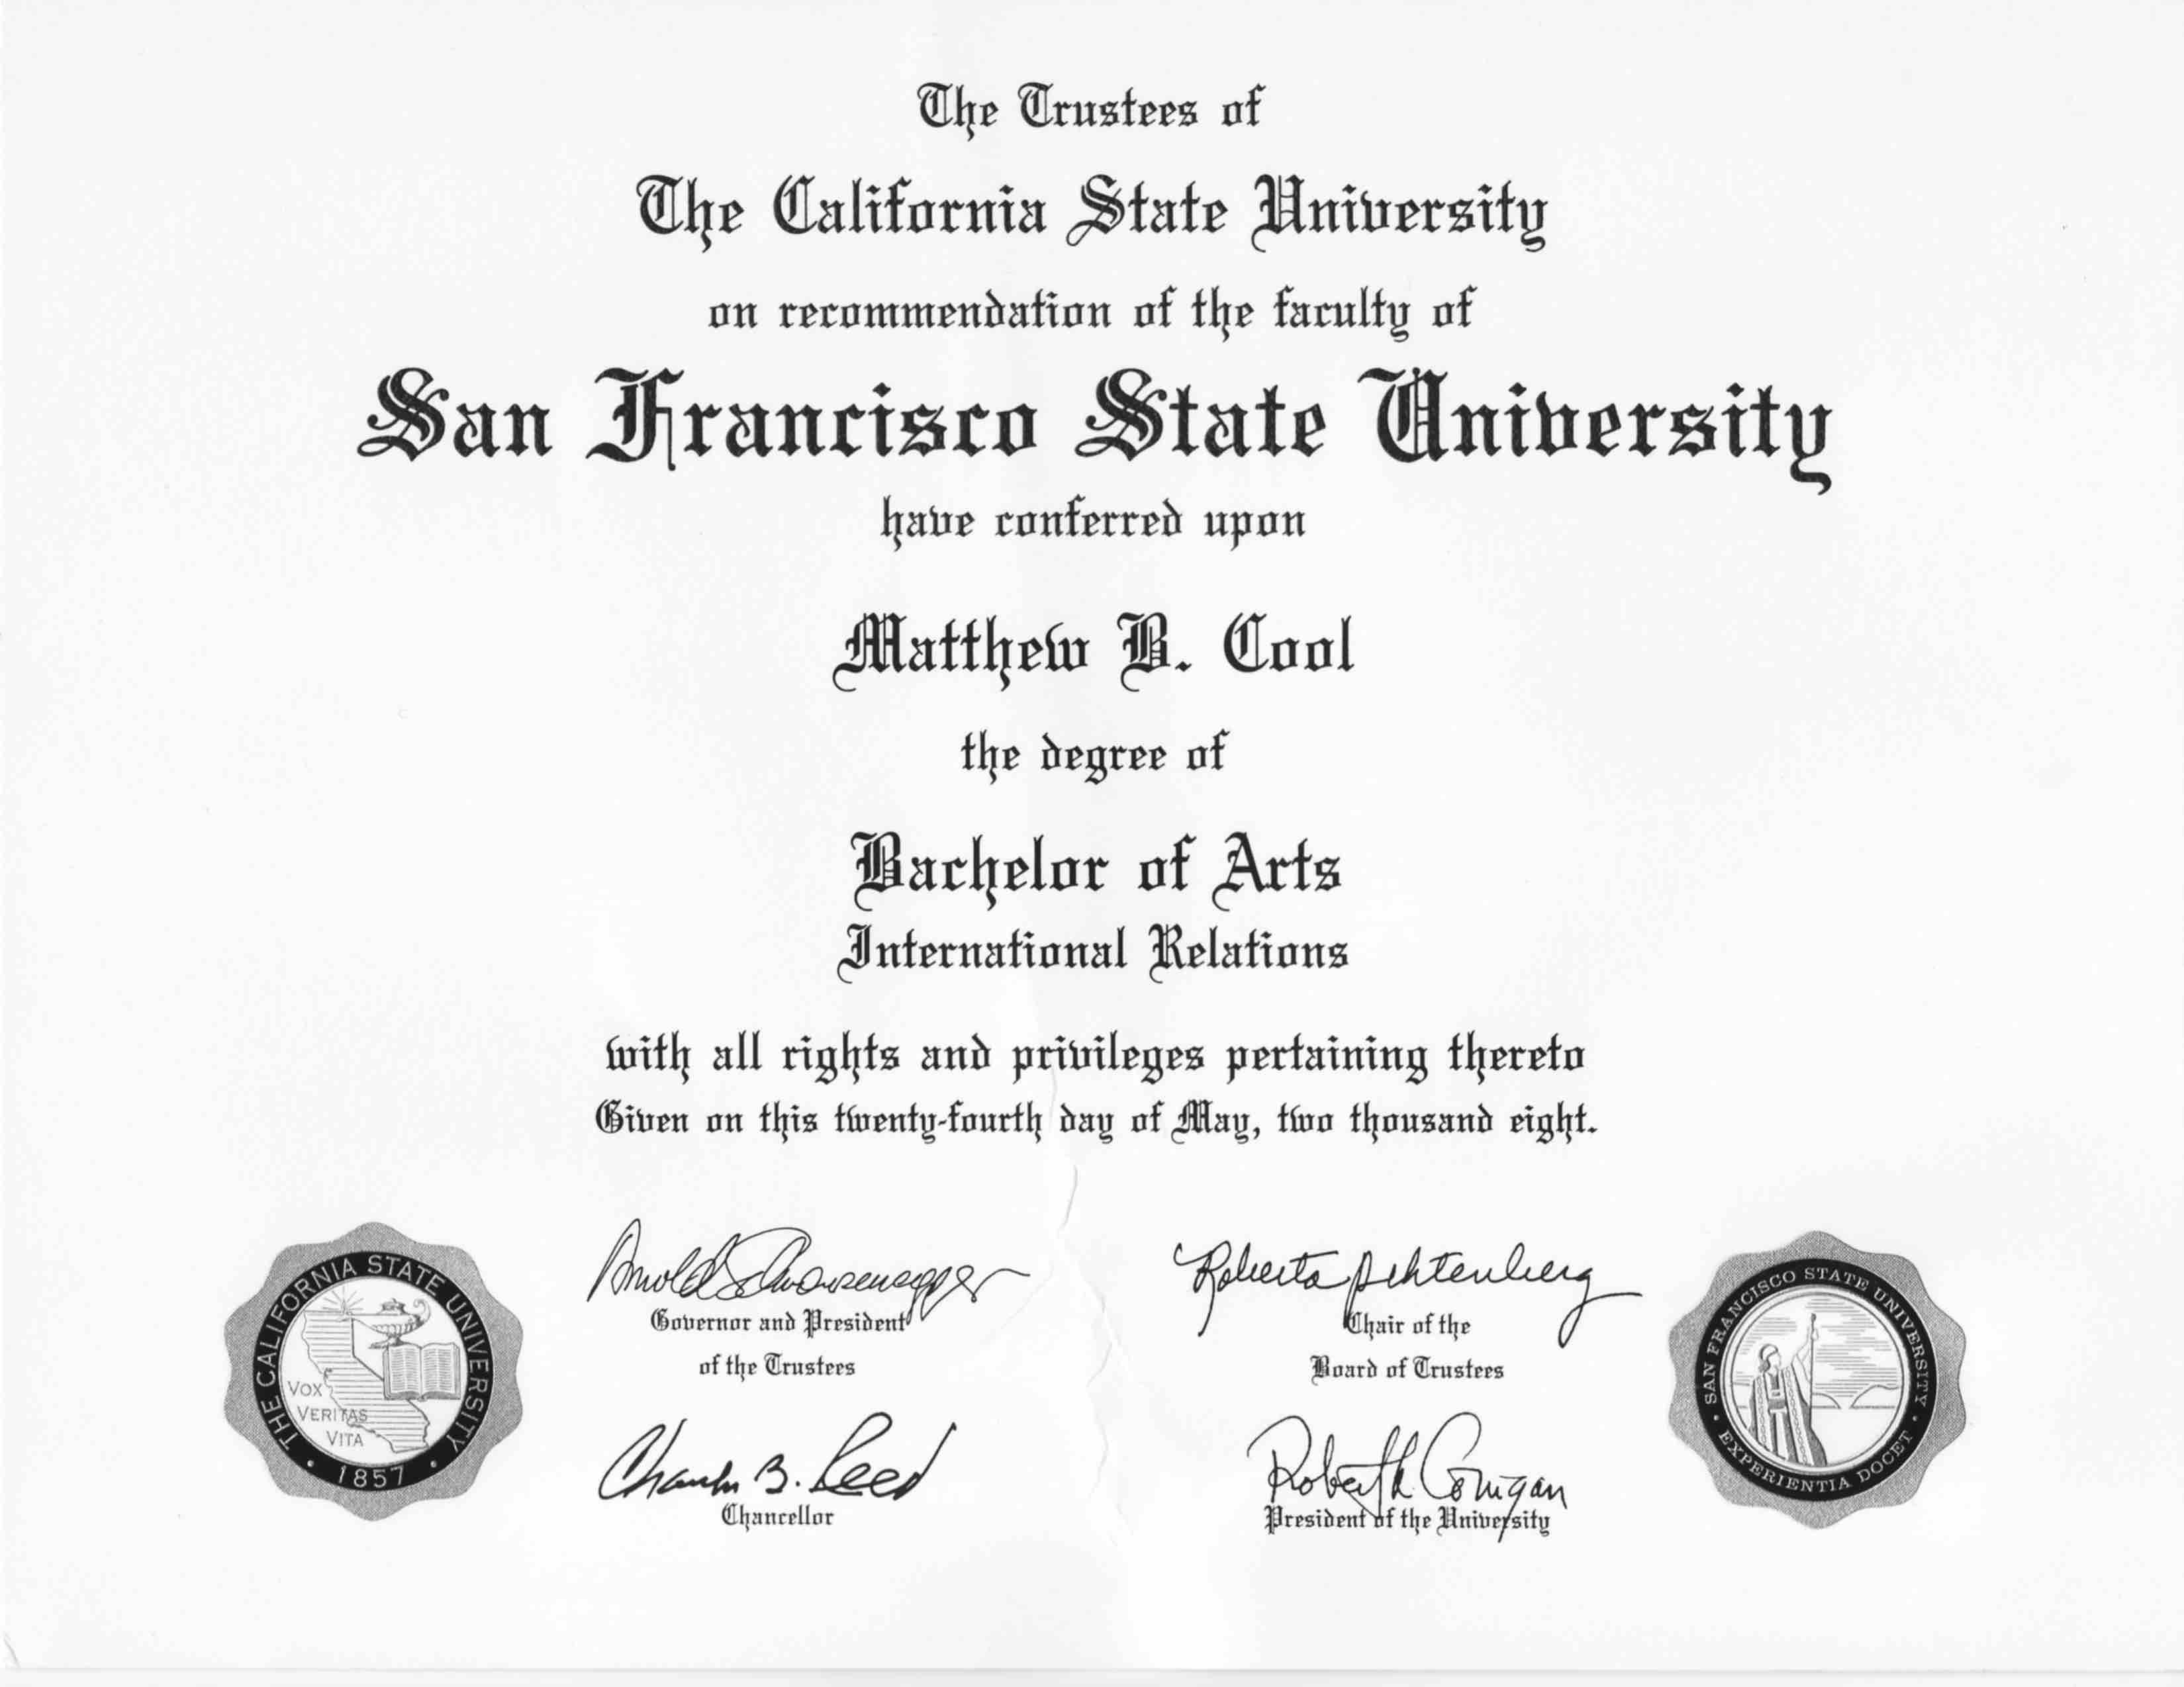 The Trustees of
The California State University
on recommendation of the faculty of
San Francisco State University
have conferred upon
Matthew B. Cool
the degree of
Bachelor of Arts
International Relations
with all rights and privileges pertaining thereto
Given on this twenty-fourth day of May, two thousand eight.
Arnold Schwarzenegger
Governor and President
of the Trustees
Roberta Achtenberg
Chair of the
Board of Trustees
Charles B. Reed
Chancellor
Robert A. Corrigan
President of the University
THE CALIFORNIA STATE UNIVERSITY
VOX
VERITAS
VITA
· 1857 ·
SAN FRANCISCO STATE UNIVERSITY
· EXPERIENTIA DOCET ·